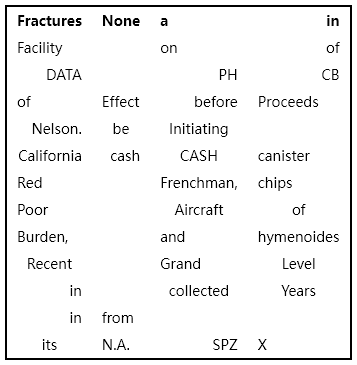 Fractures None a in
Facility on of
DATA PH CB
of Effect before Proceeds
Nelson. be Initiating
California cash CASH canister
Red Frenchman, chips
Poor Aircraft of
Burden, and hymenoides
Recent Grand Level
in collected Years
in from
its N.A. SPZ X